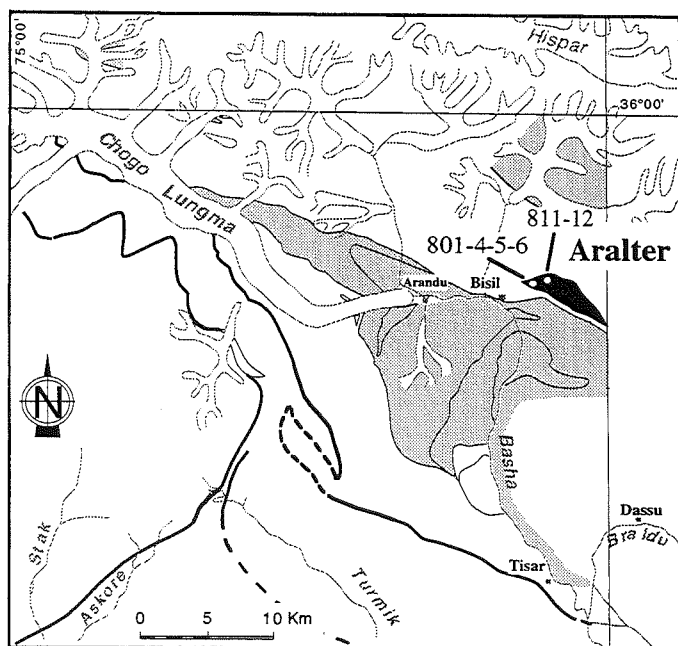 75°00'
Hispar
36°00'
Chogo
Lungma
811-12
801-4-5-6
Aralter
Arandu
Bisil
N
Basha
Stak
Askore
Dassu
Braldu
Tisar
Turmik
0 5 10 Km